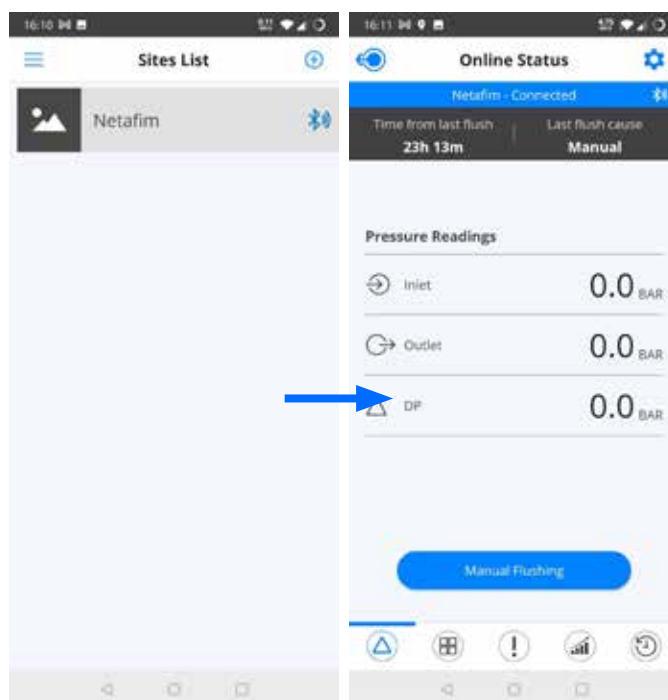 16:10
Sites List
Netafim
16:11
Online Status
Netafim - Connected
Time from last flush
Last flush cause
23h 13m
Manual
Pressure Readings
Inlet
0.0 BAR
Outlet
0.0 BAR
DP
0.0 BAR
Manual Flushing